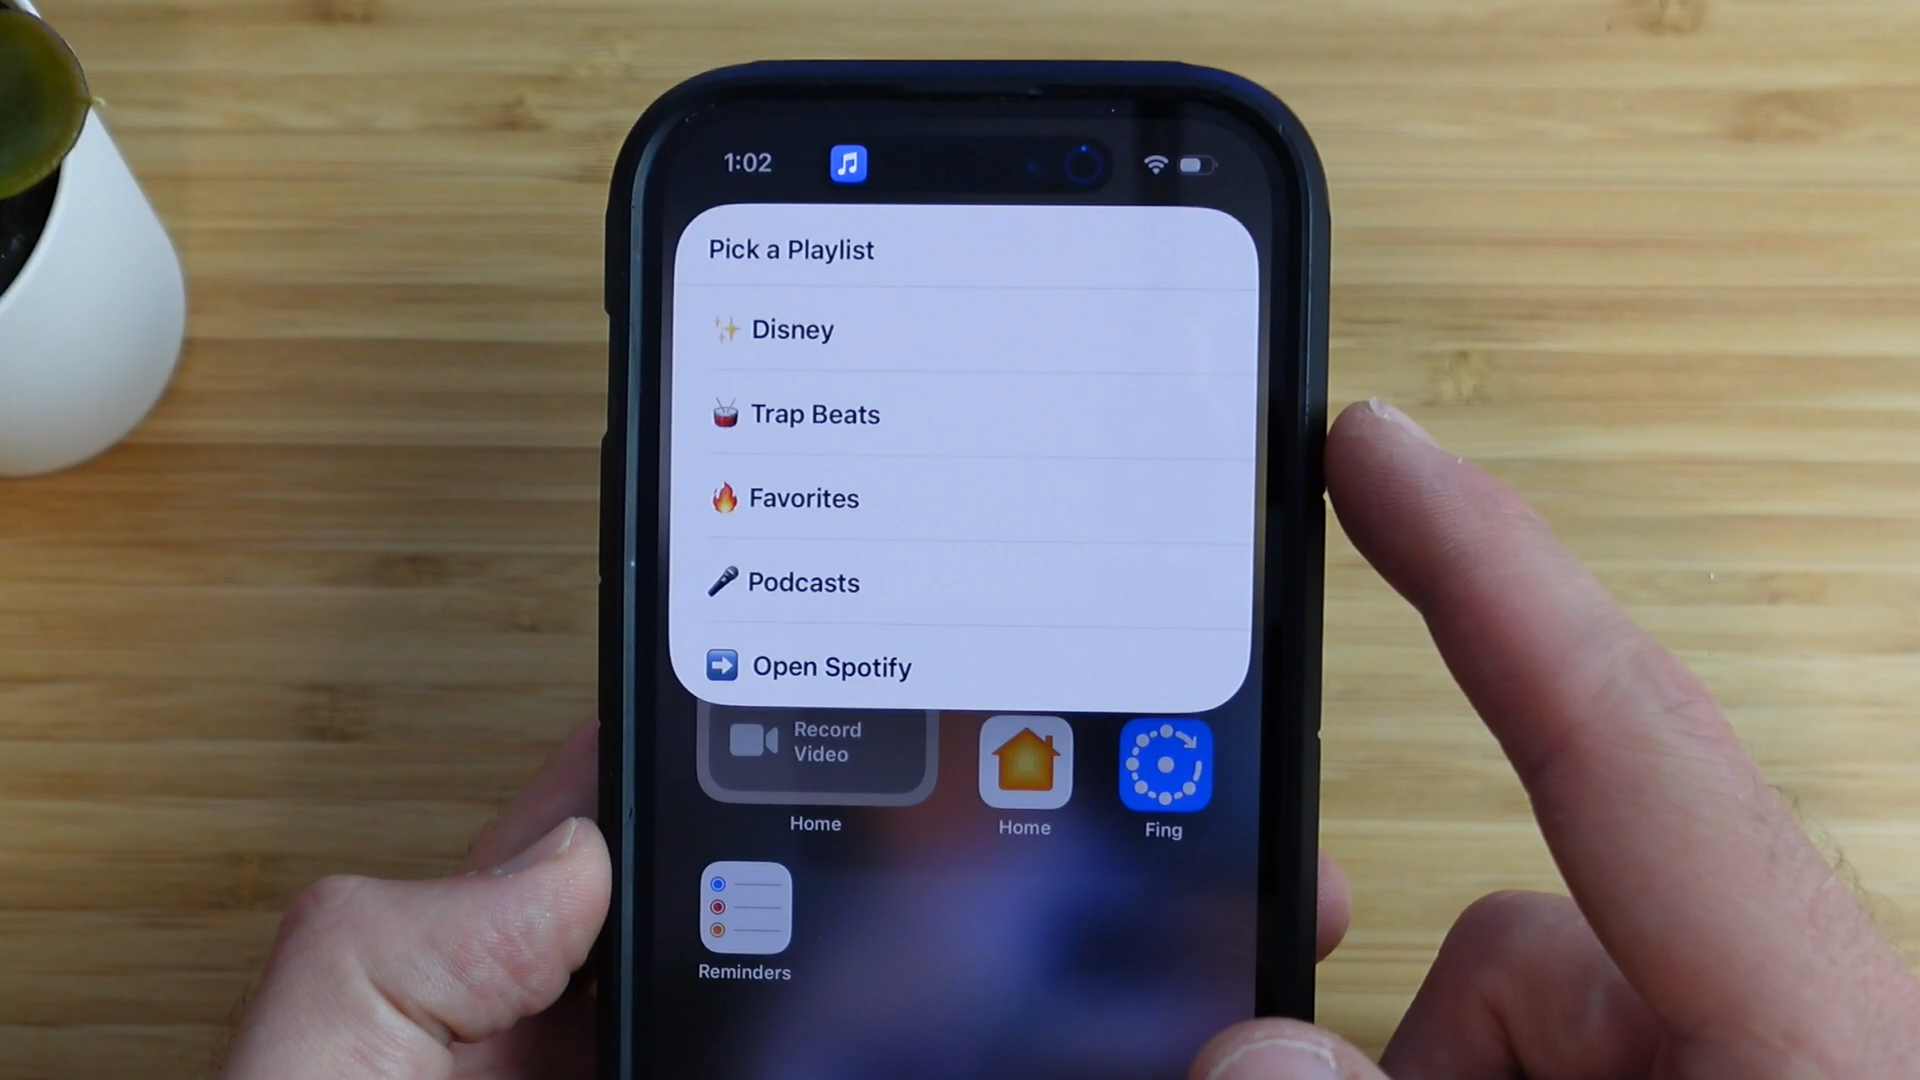 1:02
Pick a Playlist
✨ Disney
🥁 Trap Beats
🔥 Favorites
🎤 Podcasts
➡️ Open Spotify
Record
Video
Home
Home
Fing
Reminders